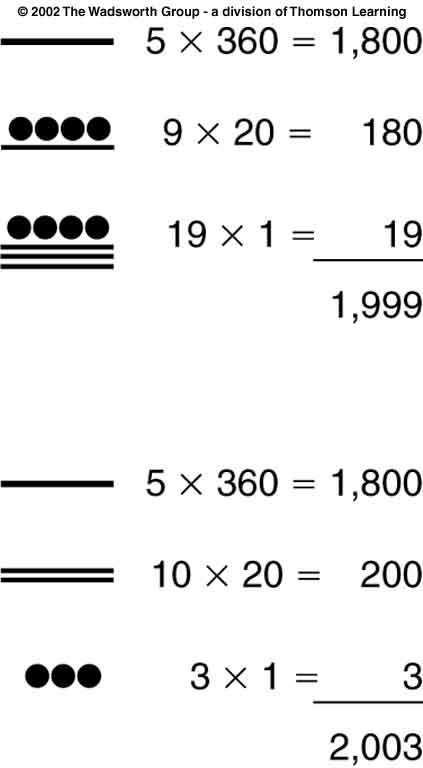 © 2002 The Wadsworth Group - a division of Thomson Learning
5 × 360 = 1,800
9 × 20 = 180
19 × 1 = 19
1,999
5 × 360 = 1,800
10 × 20 = 200
3 × 1 = 3
2,003